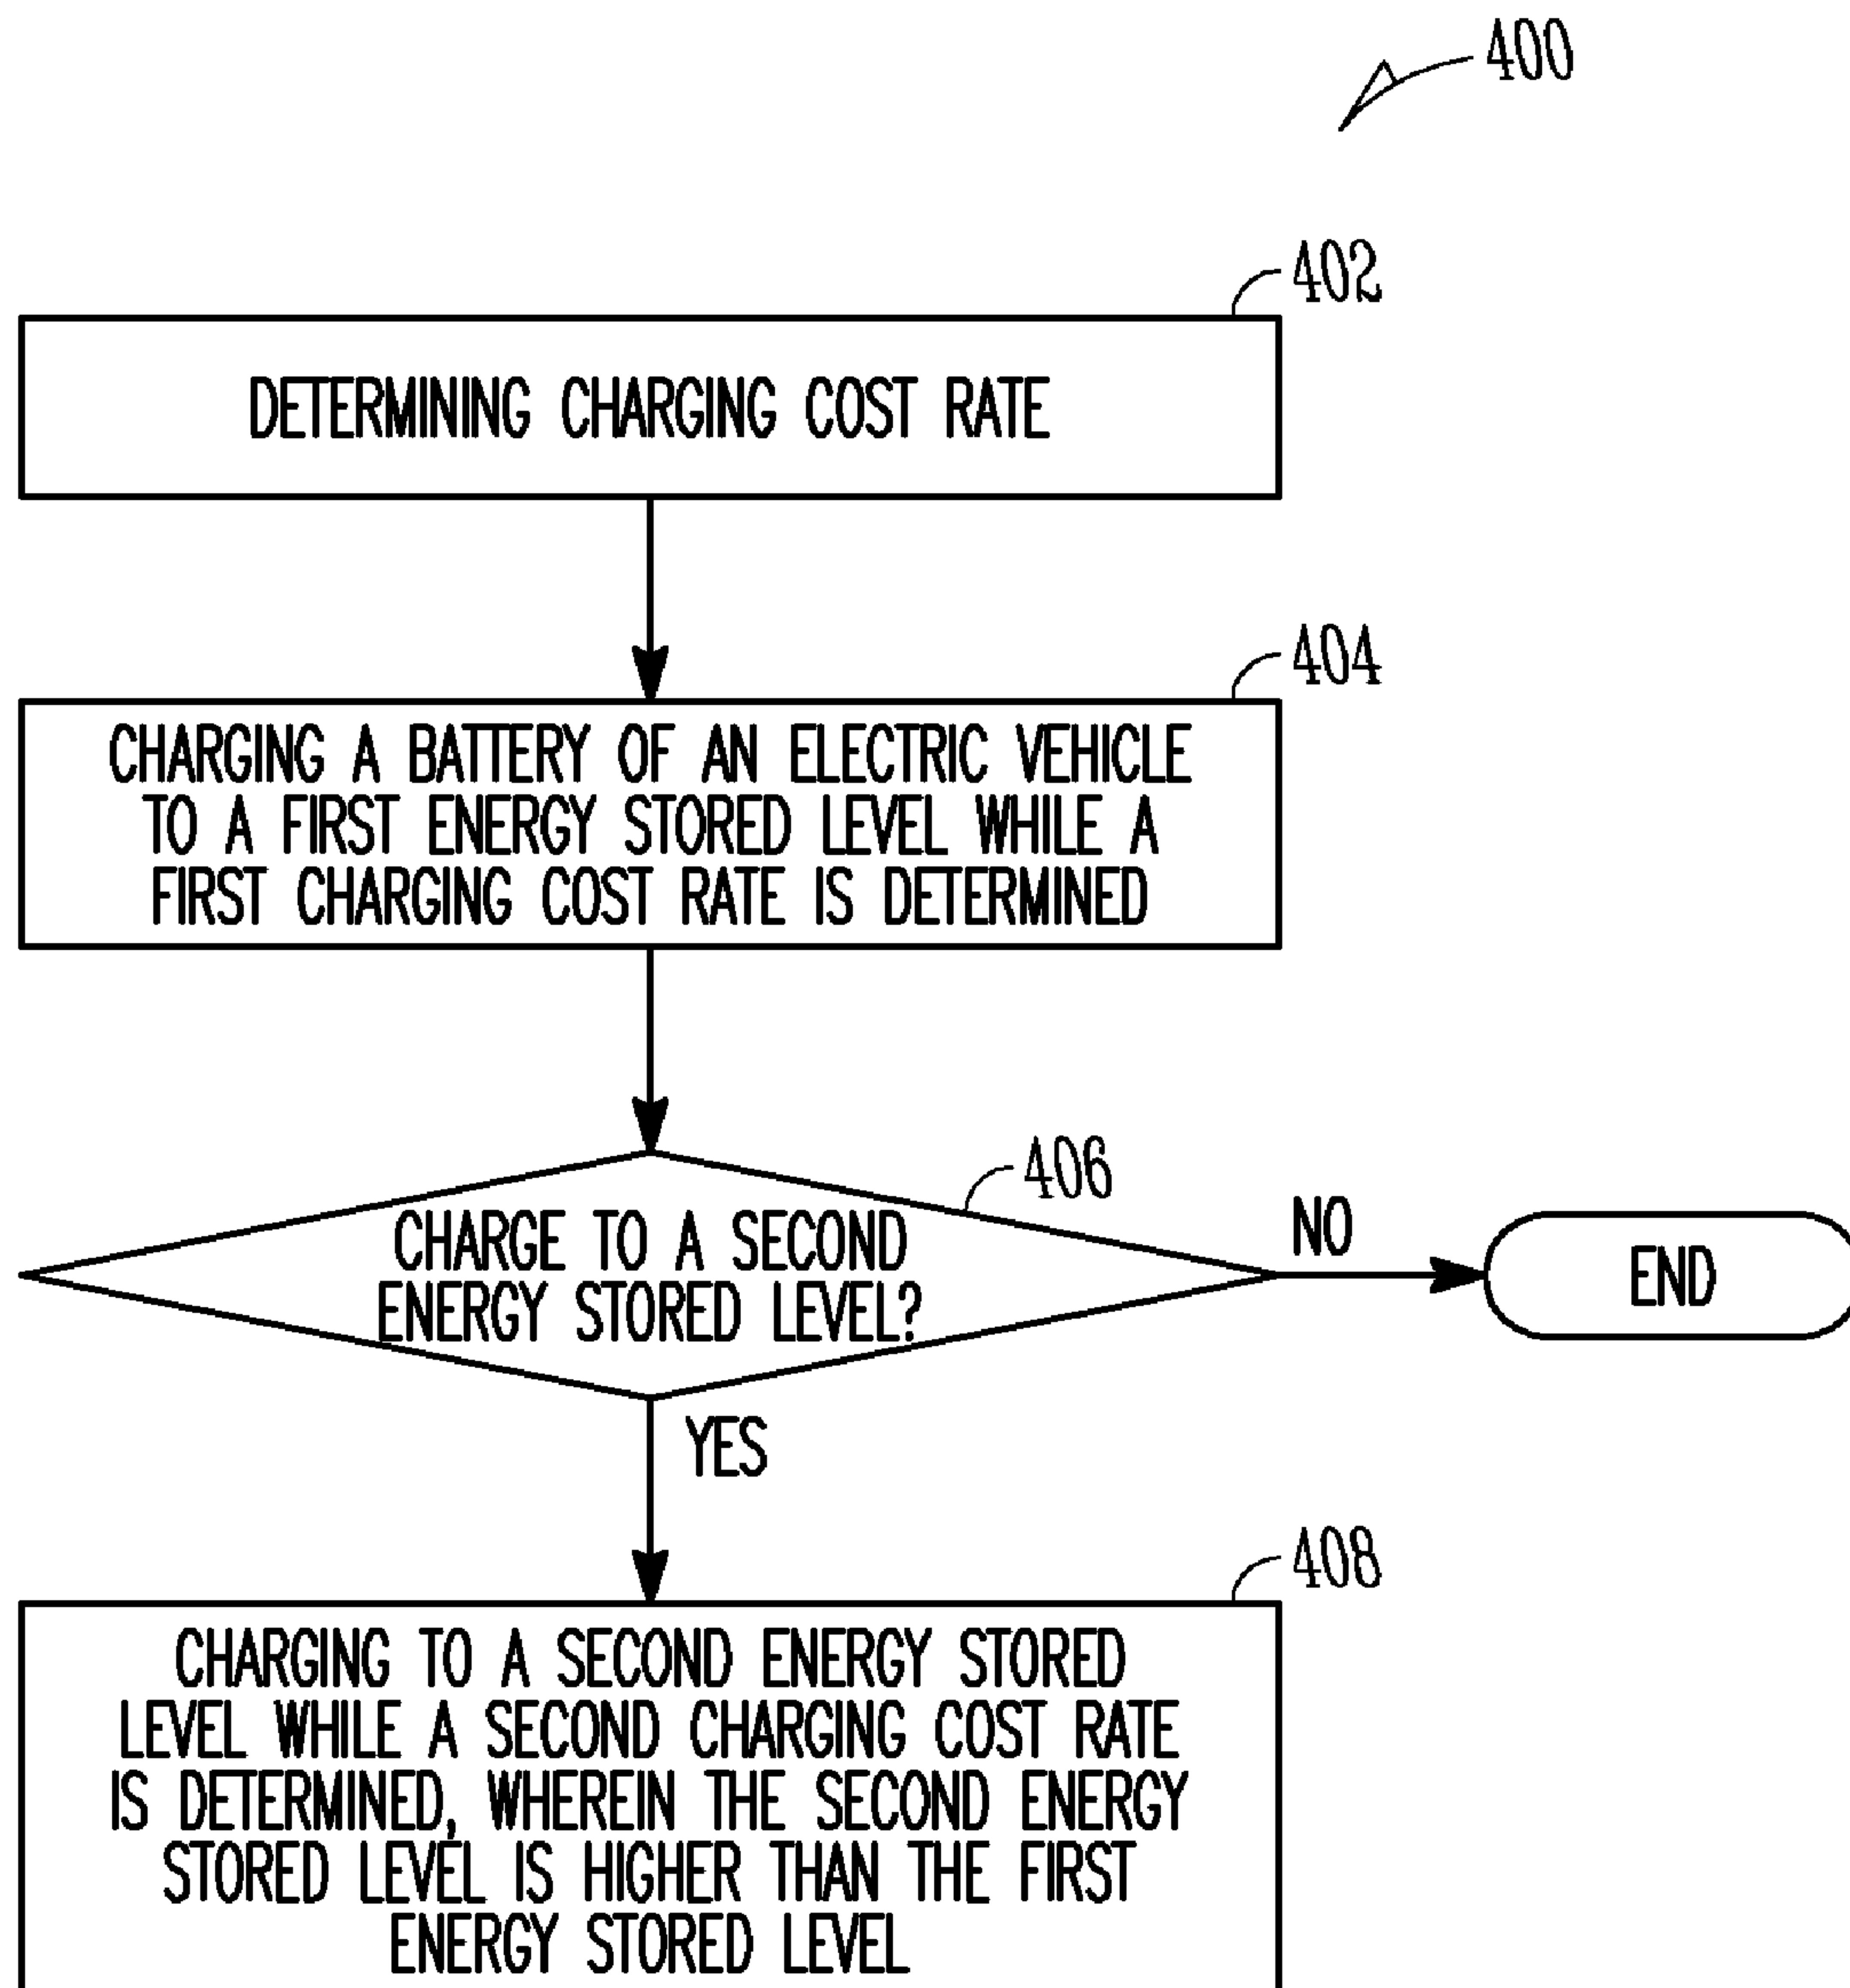 400
402
DETERMINING CHARGING COST RATE
404
CHARGING A BATTERY OF AN ELECTRIC VEHICLE
TO A FIRST ENERGY STORED LEVEL WHILE A
FIRST CHARGING COST RATE IS DETERMINED
406
CHARGE TO A SECOND
ENERGY STORED LEVEL?
NO
END
YES
408
CHARGING TO A SECOND ENERGY STORED
LEVEL WHILE A SECOND CHARGING COST RATE
IS DETERMINED, WHEREIN THE SECOND ENERGY
STORED LEVEL IS HIGHER THAN THE FIRST
ENERGY STORED LEVEL